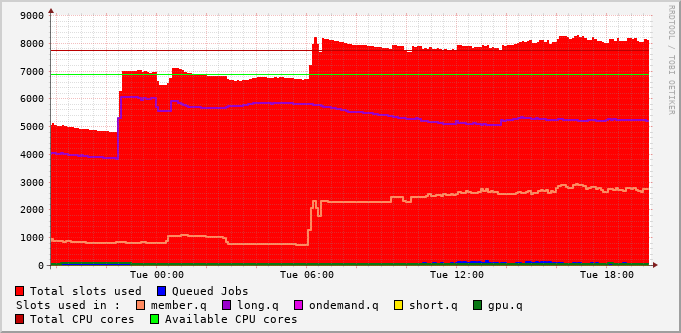 9000
8000
7000
6000
5000
4000
3000
2000
1000
0
Tue 00:00 Tue 06:00 Tue 12:00 Tue 18:00
Total slots used Queued Jobs
Slots used in : member.q long.q ondemand.q short.q gpu.q
Total CPU cores Available CPU cores
RRDTOOL / TOBI OETIKER